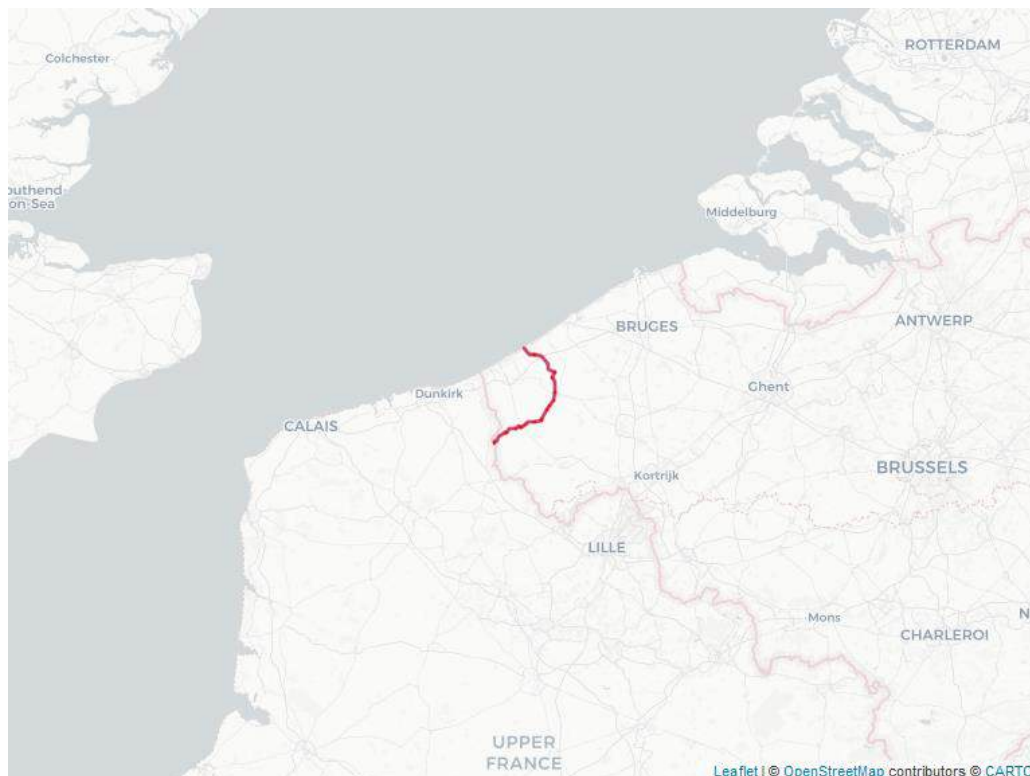 Colchester
ROTTERDAM
outhend
-on-Sea
Middelburg
BRUGES
ANTWERP
Dunkirk
Ghent
CALAIS
BRUSSELS
Kortrijk
LILLE
Mons
N
CHARLEROI
UPPER
FRANCE
Leaflet | © OpenStreetMap contributors © CARTO